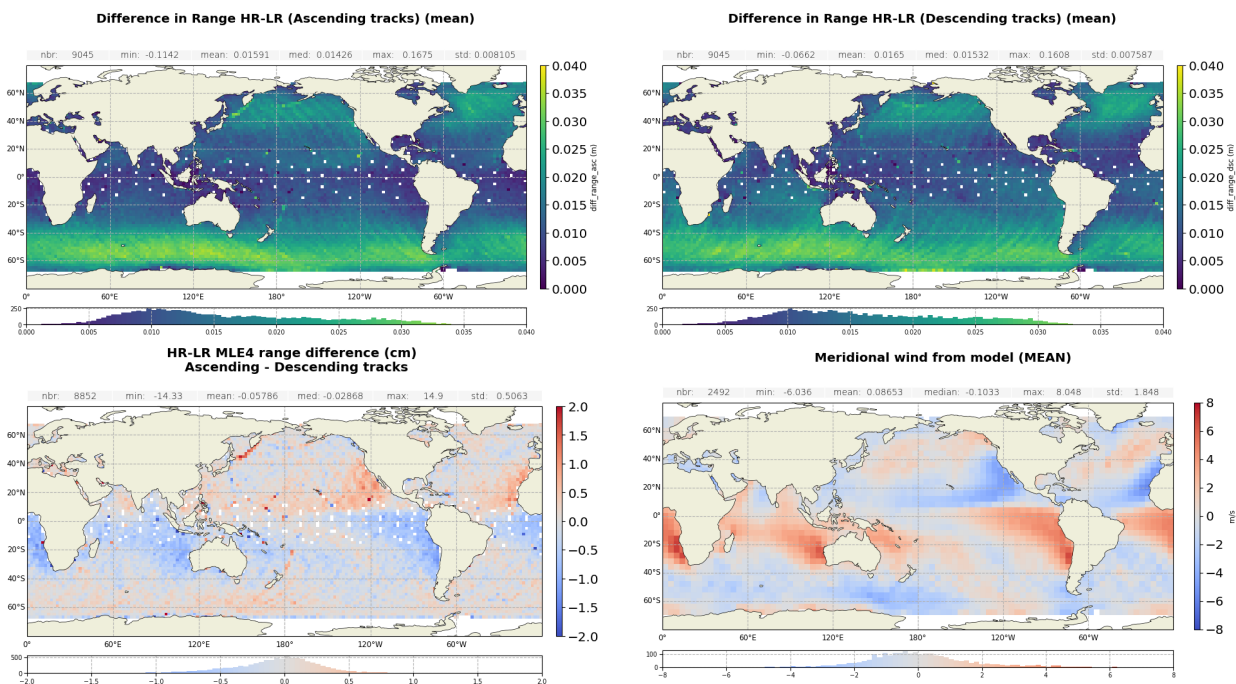 Difference in Range HR-LR (Ascending tracks) (mean)
nbr: 9045 min: -0.1142 mean: 0.01591 med: 0.01426 max: 0.1675 std: 0.008105
60°N
40°N
20°N
0°
20°S
40°S
60°S
0° 60°E 120°E 180° 120°W 60°W
0.040
0.035
0.030
0.025
0.020
0.015
0.010
0.005
0.000
diff_range_asc (m)
250
0
0.000 0.005 0.010 0.015 0.020 0.025 0.030 0.035 0.040
Difference in Range HR-LR (Descending tracks) (mean)
nbr: 9045 min: -0.0662 mean: 0.0165 med: 0.01532 max: 0.1608 std: 0.007587
60°N
40°N
20°N
0°
20°S
40°S
60°S
0° 60°E 120°E 180° 120°W 60°W
0.040
0.035
0.030
0.025
0.020
0.015
0.010
0.005
0.000
diff_range_dsc (m)
250
0
0.000 0.005 0.010 0.015 0.020 0.025 0.030 0.035 0.040
HR-LR MLE4 range difference (cm)
Ascending - Descending tracks
nbr: 8852 min: -14.33 mean: -0.05786 med: -0.02868 max: 14.9 std: 0.5063
60°N
40°N
20°N
0°
20°S
40°S
60°S
0° 60°E 120°E 180° 120°W 60°W
2.0
1.5
1.0
0.5
0.0
−0.5
−1.0
−1.5
−2.0
500
0
−2.0 −1.5 −1.0 −0.5 0.0 0.5 1.0 1.5 2.0
Meridional wind from model (MEAN)
nbr: 2492 min: -6.036 mean: 0.08653 median: -0.1033 max: 8.048 std: 1.848
60°N
40°N
20°N
0°
20°S
40°S
60°S
0° 60°E 120°E 180° 120°W 60°W
8
6
4
2
0
−2
−4
−6
−8
m/s
100
0
−8 −6 −4 −2 0 2 4 6 8